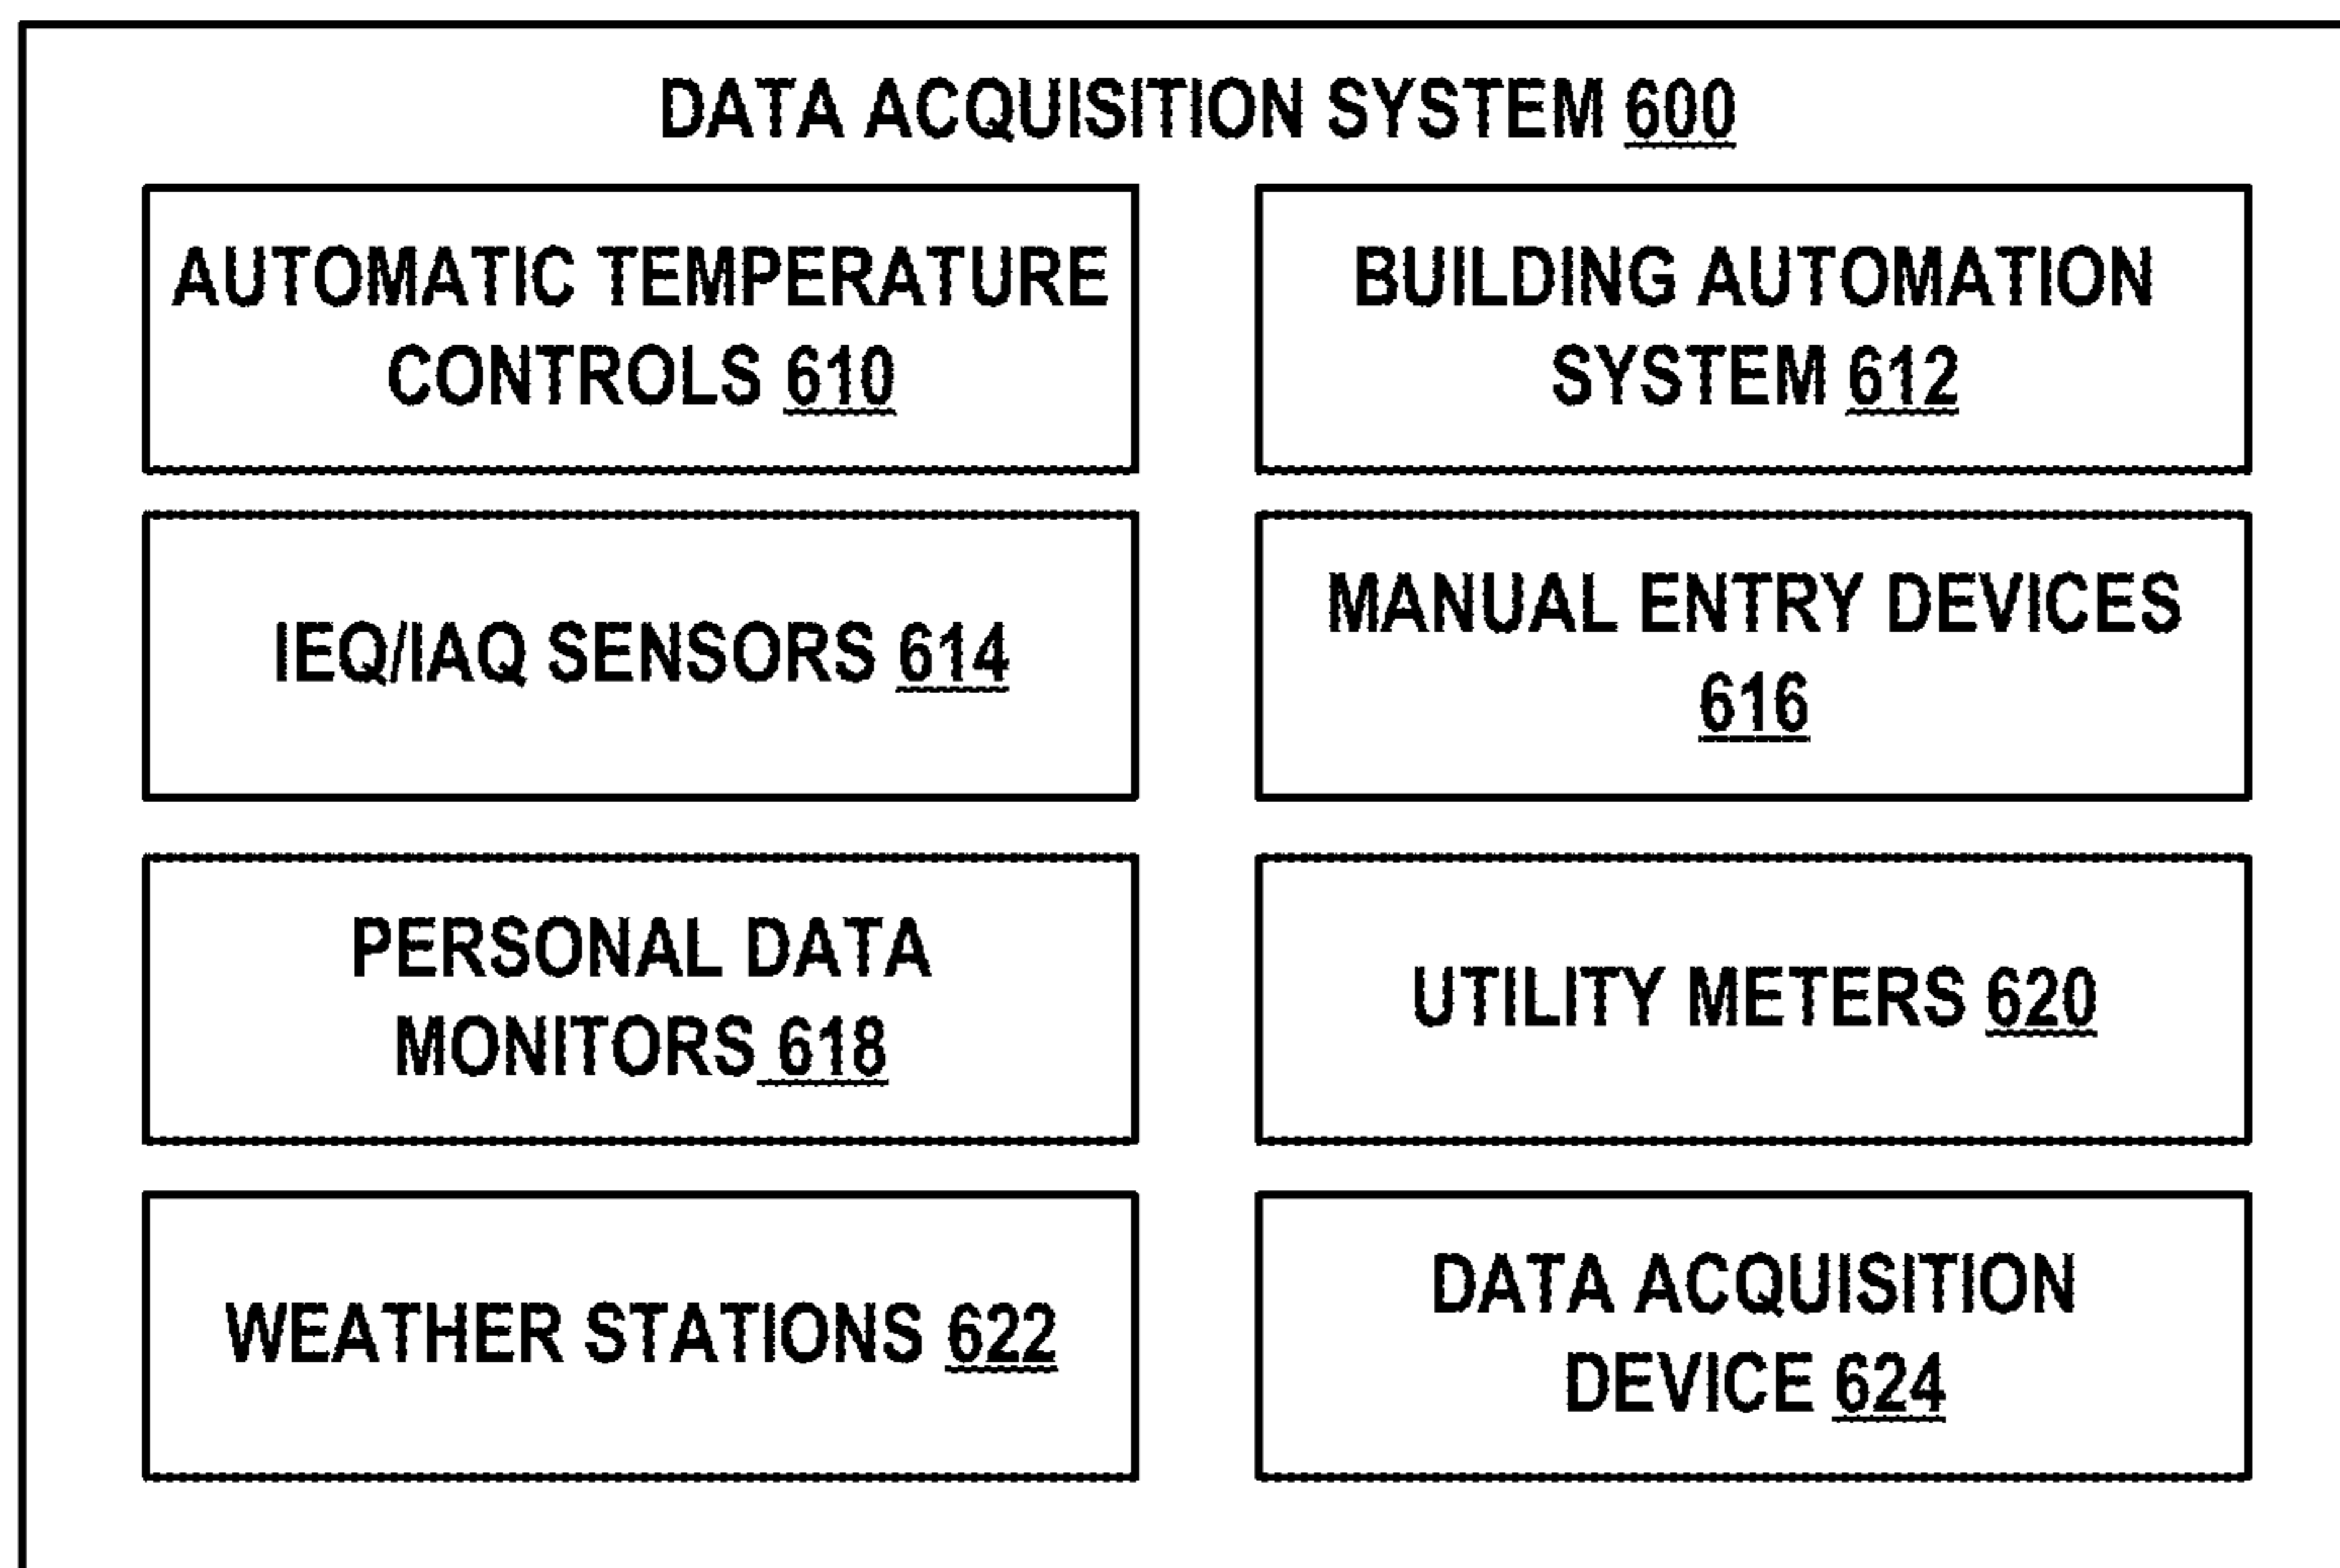 DATA ACQUISITION SYSTEM 600
AUTOMATIC TEMPERATURE
CONTROLS 610
BUILDING AUTOMATION
SYSTEM 612
IEQ/IAQ SENSORS 614
MANUAL ENTRY DEVICES
616
PERSONAL DATA
MONITORS 618
UTILITY METERS 620
WEATHER STATIONS 622
DATA ACQUISITION
DEVICE 624